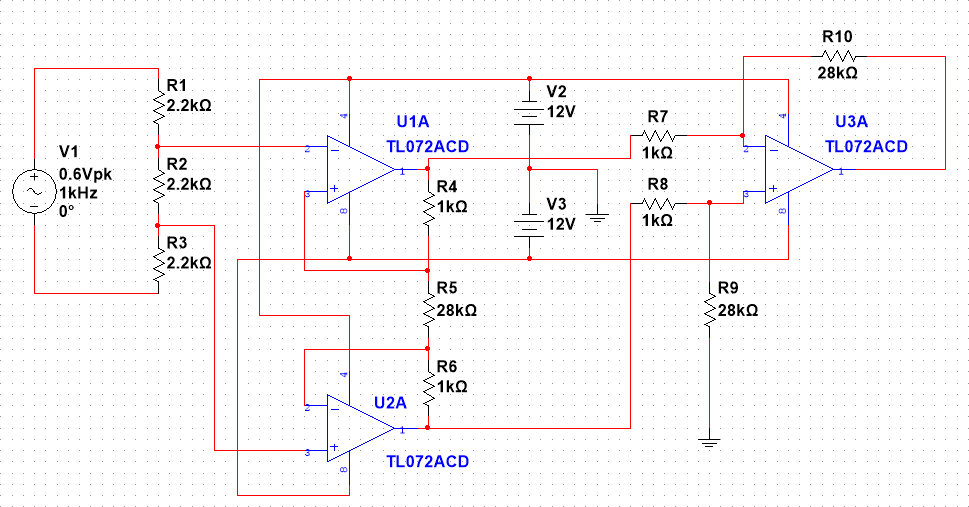 V1
0.6Vpk
1kHz
0°
R1
2.2kΩ
R2
2.2kΩ
R3
2.2kΩ
U1A
TL072ACD
2
3
4
8
1
R4
1kΩ
R5
28kΩ
R6
1kΩ
U2A
TL072ACD
2
3
4
8
1
V2
12V
V3
12V
R7
1kΩ
R8
1kΩ
R9
28kΩ
R10
28kΩ
U3A
TL072ACD
2
3
4
8
1